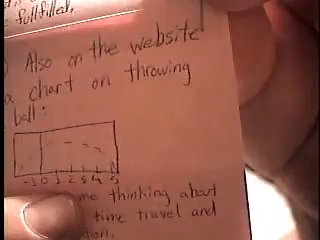 fulfilled,
Also on the website
a chart on throwing
ball:
-1 0 1 2 3 4 5
me thinking about
time travel and